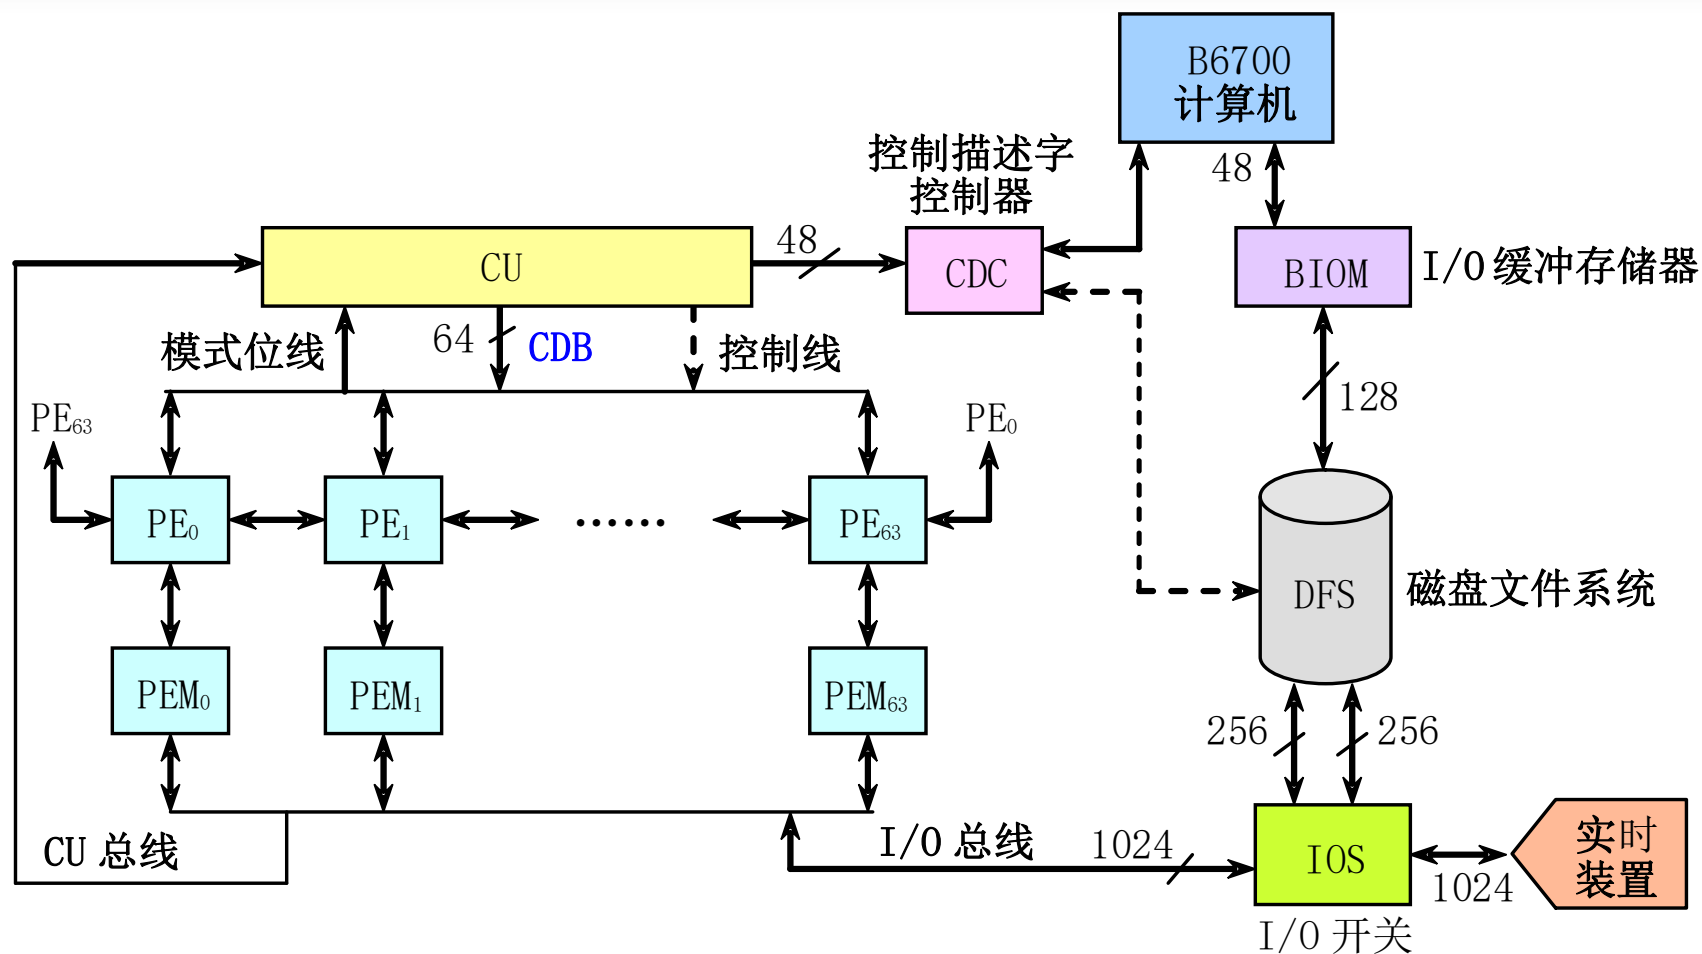 B6700
计算机
48
控制描述字
控制器
CU
48
CDC
BIOM
I/O 缓冲存储器
模式位线
64
CDB
控制线
128
PE63
PE0
PE0
PE1
……
PE63
DFS
磁盘文件系统
PEM0
PEM1
PEM63
256
256
CU 总线
I/O 总线
1024
IOS
1024
实时
装置
I/O 开关